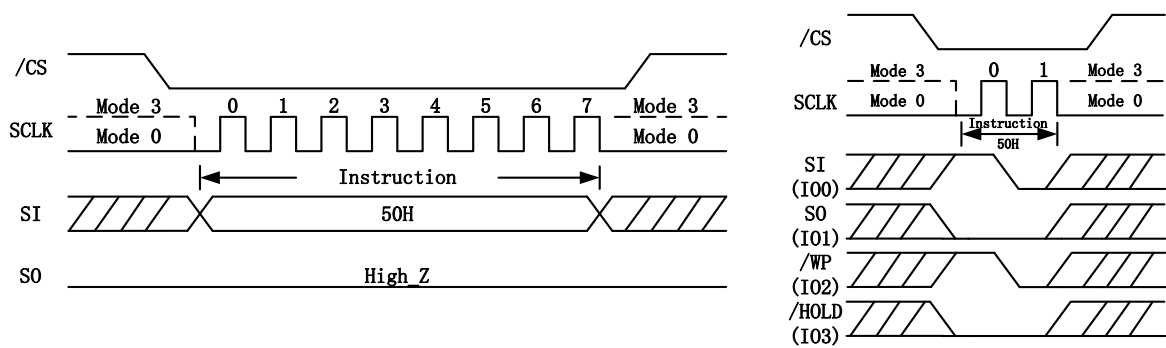 /CS
Mode 3 0 1 2 3 4 5 6 7 Mode 3
SCLK
Mode 0 Mode 0
Instruction
SI 50H
SO High_Z
/CS
Mode 3 0 1 Mode 3
SCLK Mode 0 Mode 0
Instruction
50H
SI
(IO0)
SO
(IO1)
/WP
(IO2)
/HOLD
(IO3)